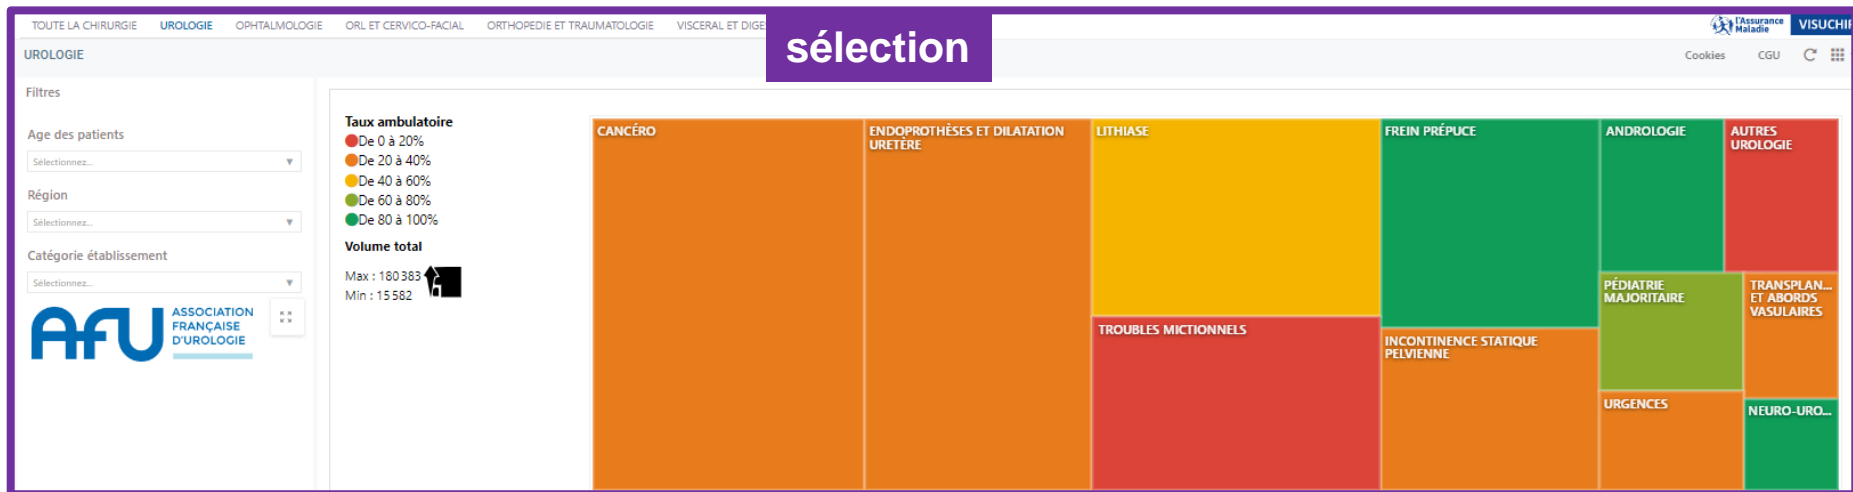 TOUTE LA CHIRURGIE UROLOGIE OPHTALMOLOGIE ORL ET CERVICO-FACIAL ORTHOPEDIE ET TRAUMATOLOGIE VISCERAL ET DIGES
sélection
l'Assurance
Maladie
VISUCHIR
UROLOGIE
Cookies CGU
Filtres
Age des patients
Sélectionnez...
Région
Sélectionnez...
Catégorie établissement
Sélectionnez...
AFU
ASSOCIATION
FRANÇAISE
D'UROLOGIE
Taux ambulatoire
De 0 à 20%
De 20 à 40%
De 40 à 60%
De 60 à 80%
De 80 à 100%
Volume total
Max : 180 383
Min : 15 582
CANCÉRO
ENDOPROTHÈSES ET DILATATION
URETÈRE
LITHIASE
TROUBLES MICTIONNELS
FREIN PRÉPUCE
INCONTINENCE STATIQUE
PELVIENNE
ANDROLOGIE
AUTRES
UROLOGIE
PÉDIATRIE
MAJORITAIRE
TRANSPLAN...
ET ABORDS
VASULAIRES
URGENCES
NEURO-URO...